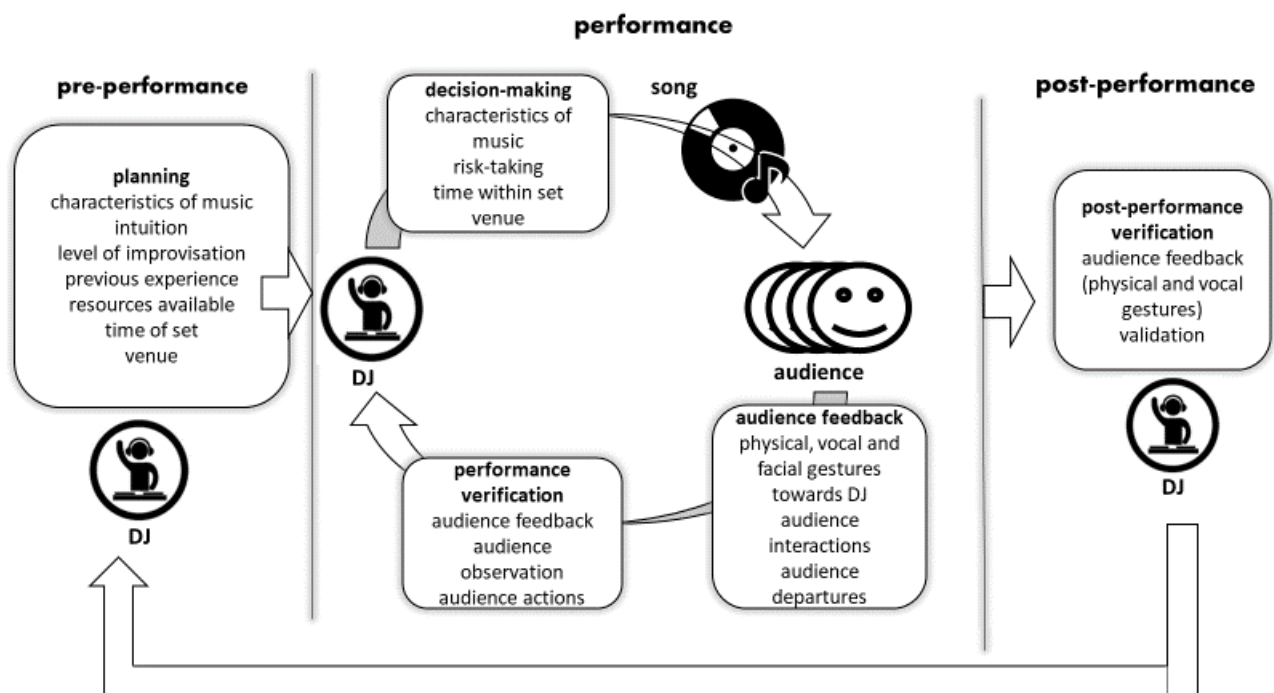 performance
pre-performance
planning
characteristics of music
intuition
level of improvisation
previous experience
resources available
time of set
venue
DJ
decision-making
characteristics of
music
risk-taking
time within set
venue
song
DJ
audience
audience feedback
physical, vocal and
facial gestures
towards DJ
audience
interactions
audience
departures
performance
verification
audience feedback
audience
observation
audience actions
post-performance
post-performance
verification
audience feedback
(physical and vocal
gestures)
validation
DJ